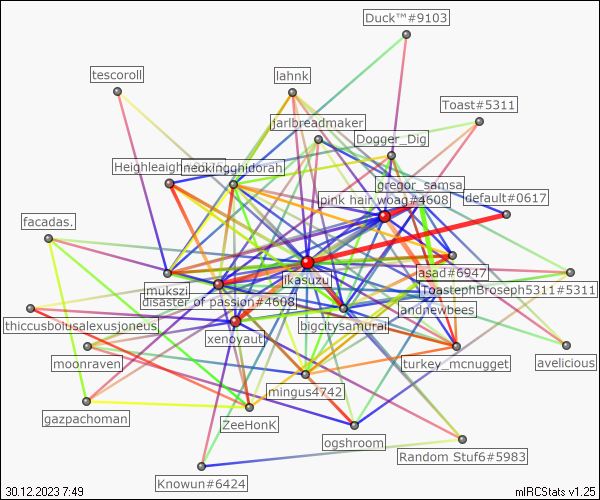 Duck™#9103
tescoroll
lahnk
Toast#5311
jarlbreadmaker
Dogger_Dig
neokingghidorah
gregor_samsa
pink hair woag#4608
default#0617
facadas.
ikasuzu
asad#6947
mukszi
ToastephBroseph5311#5311
disaster of passion#4608
andnewbees
thiccusboiusalexusjoneus
bigcitysamurai
xenoyaut
moonraven
turkey_mcnugget
avelicious
mingus4742
gazpachoman
ZeeHonK
ogshroom
Random Stuf6#5983
Knowun#6424
30.12.2023 7:49
mIRCStats v1.25